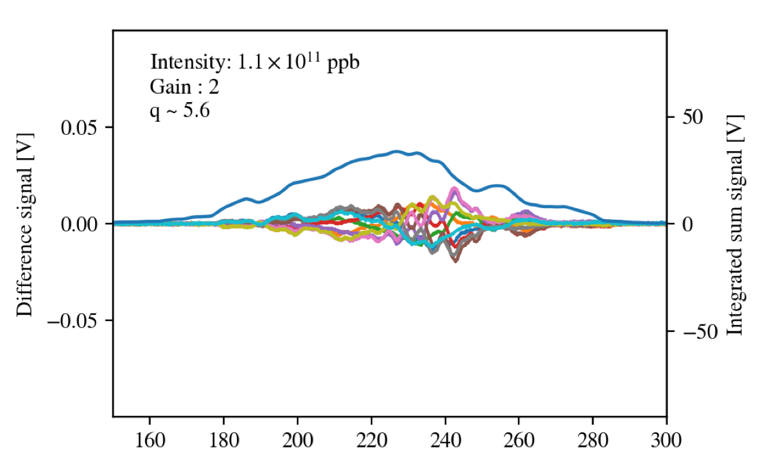 Intensity: 1.1 × 10¹¹ ppb
Gain : 2
q ~ 5.6
Difference signal [V]
0.05
0.00
−0.05
50
0
−50
Integrated sum signal [V]
160 180 200 220 240 260 280 300